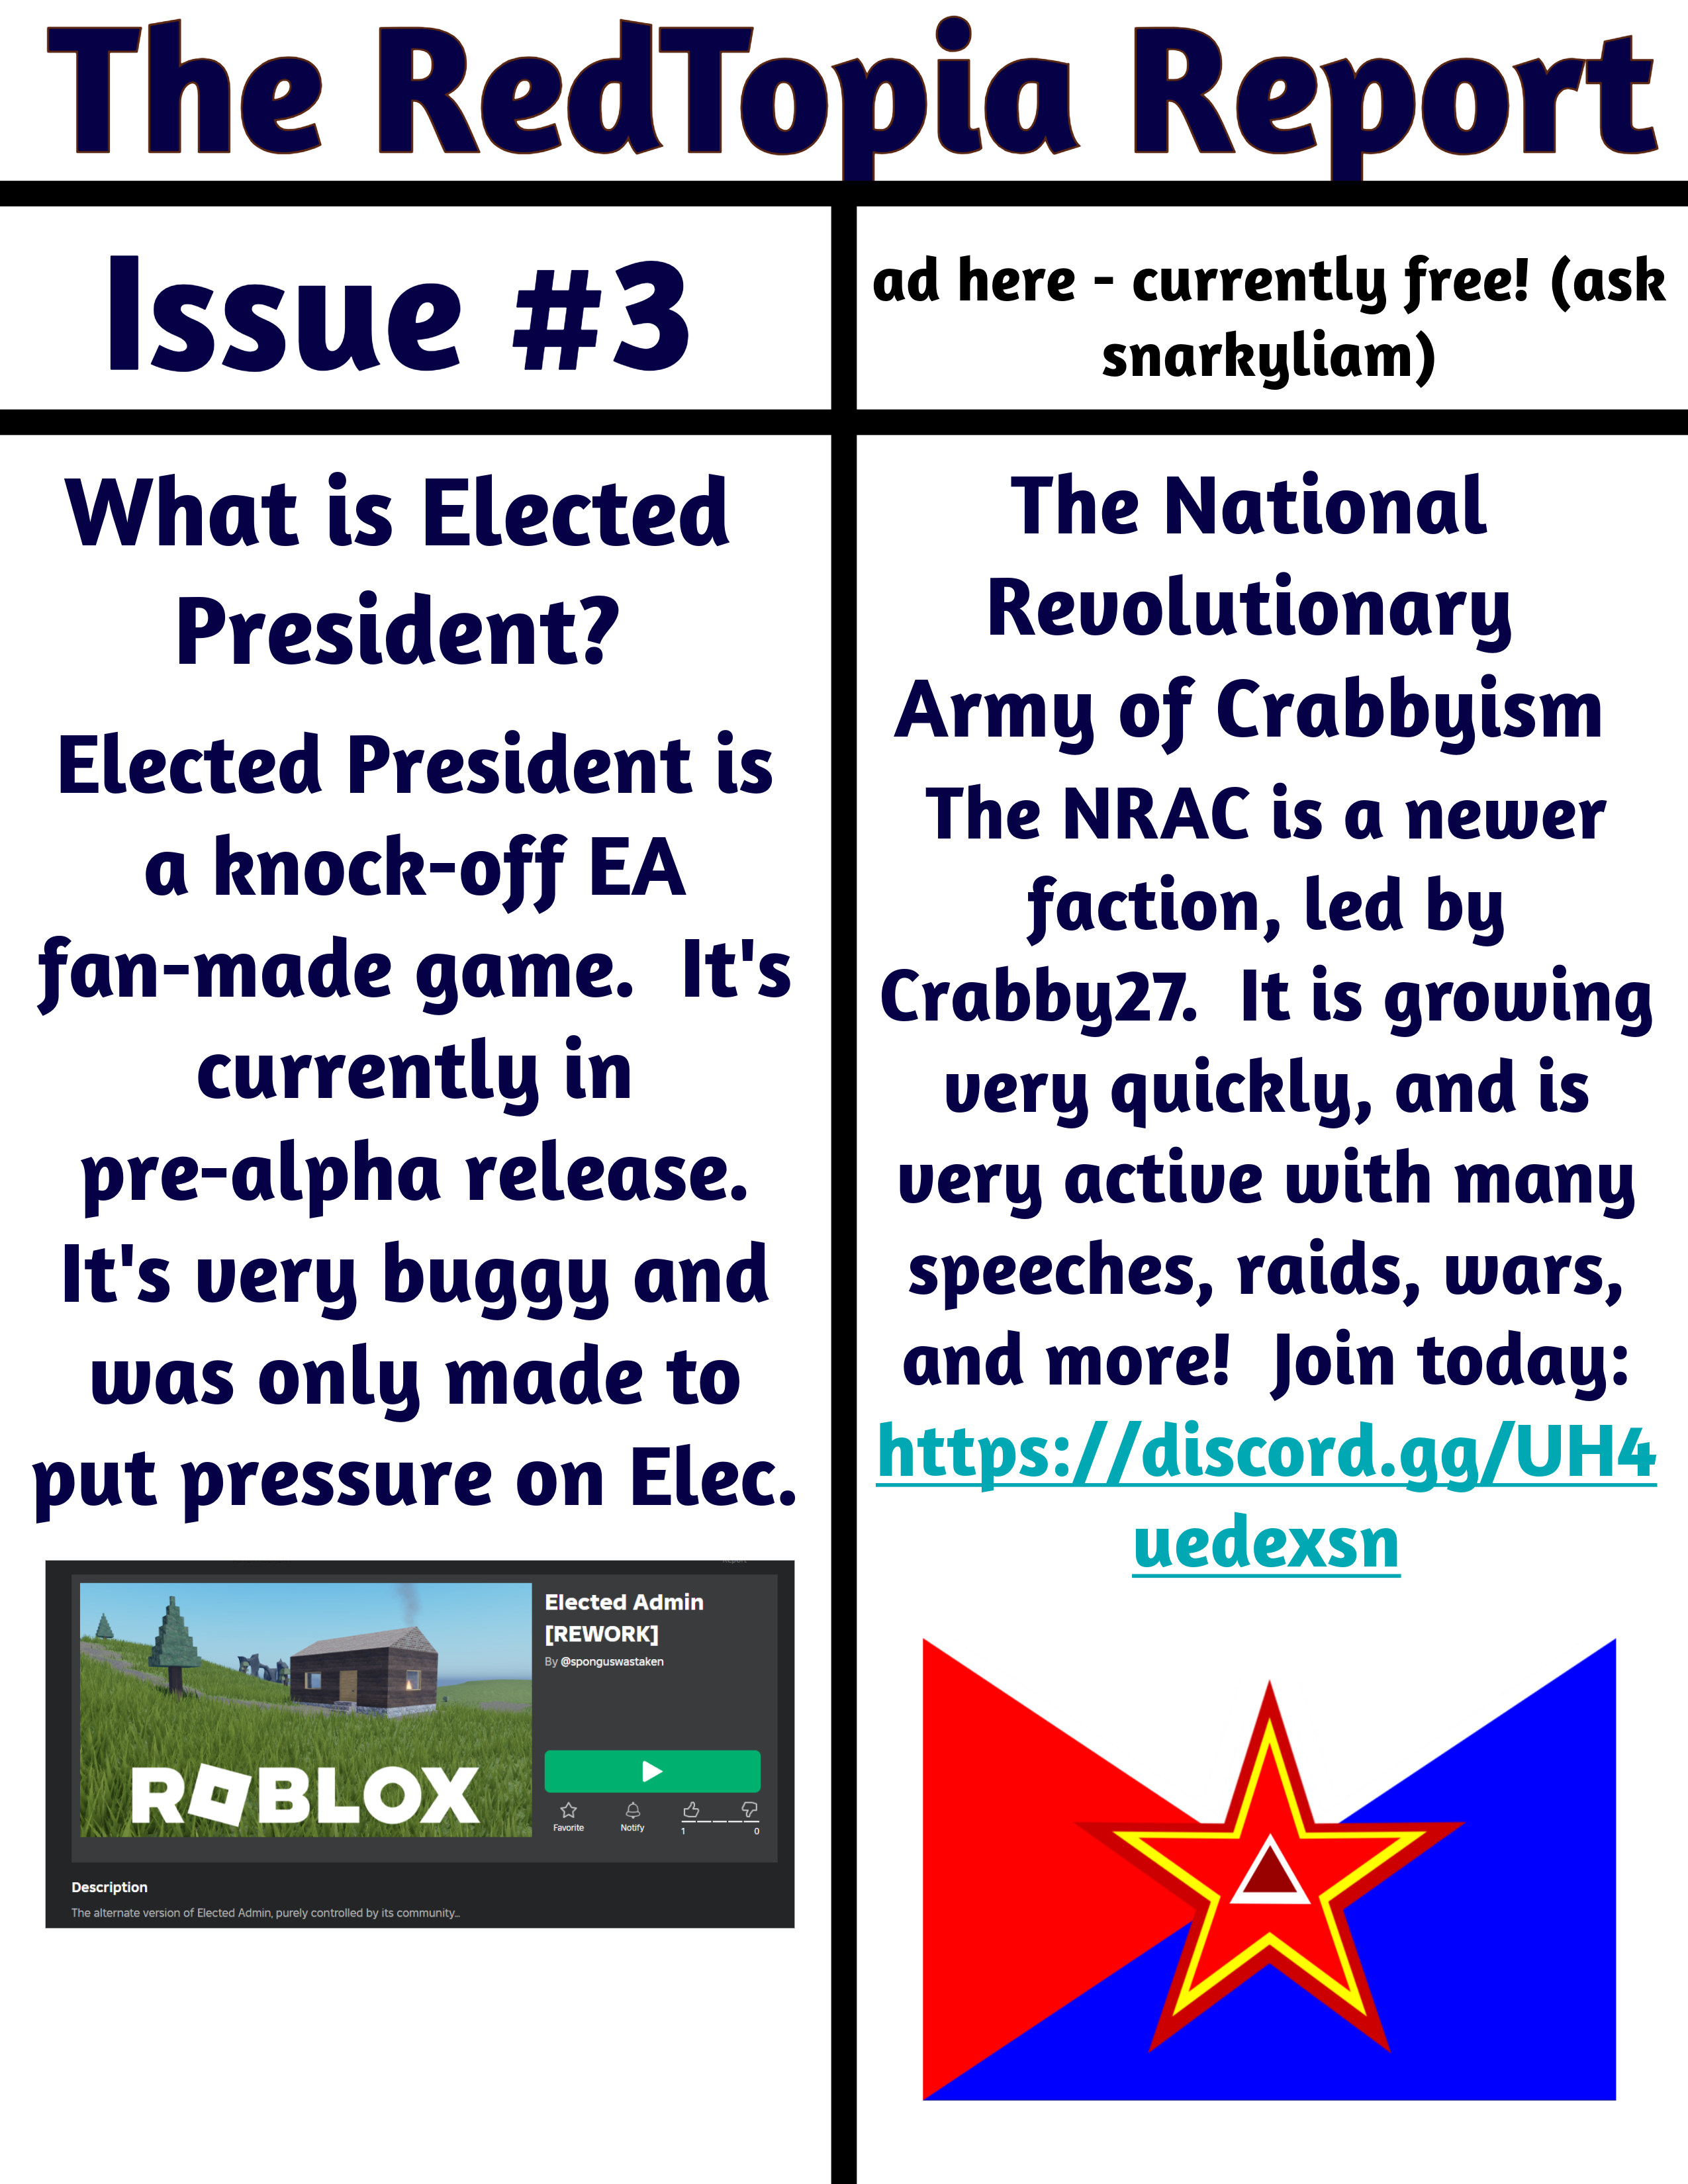 The RedTopia Report
Issue #3
ad here - currently free! (ask
snarkyliam)
What is Elected
President?
Elected President is
a knock-off EA
fan-made game.  It's
currently in
pre-alpha release.
It's very buggy and
was only made to
put pressure on Elec.
Elected Admin
[REWORK]
By @sponguswastaken
ROBLOX
Favorite
Notify
1
0
Description
The alternate version of Elected Admin, purely controlled by its community...
The National
Revolutionary
Army of Crabbyism
The NRAC is a newer
faction, led by
Crabby27.  It is growing
very quickly, and is
very active with many
speeches, raids, wars,
and more!  Join today:
https://discord.gg/UH4
uedexsn